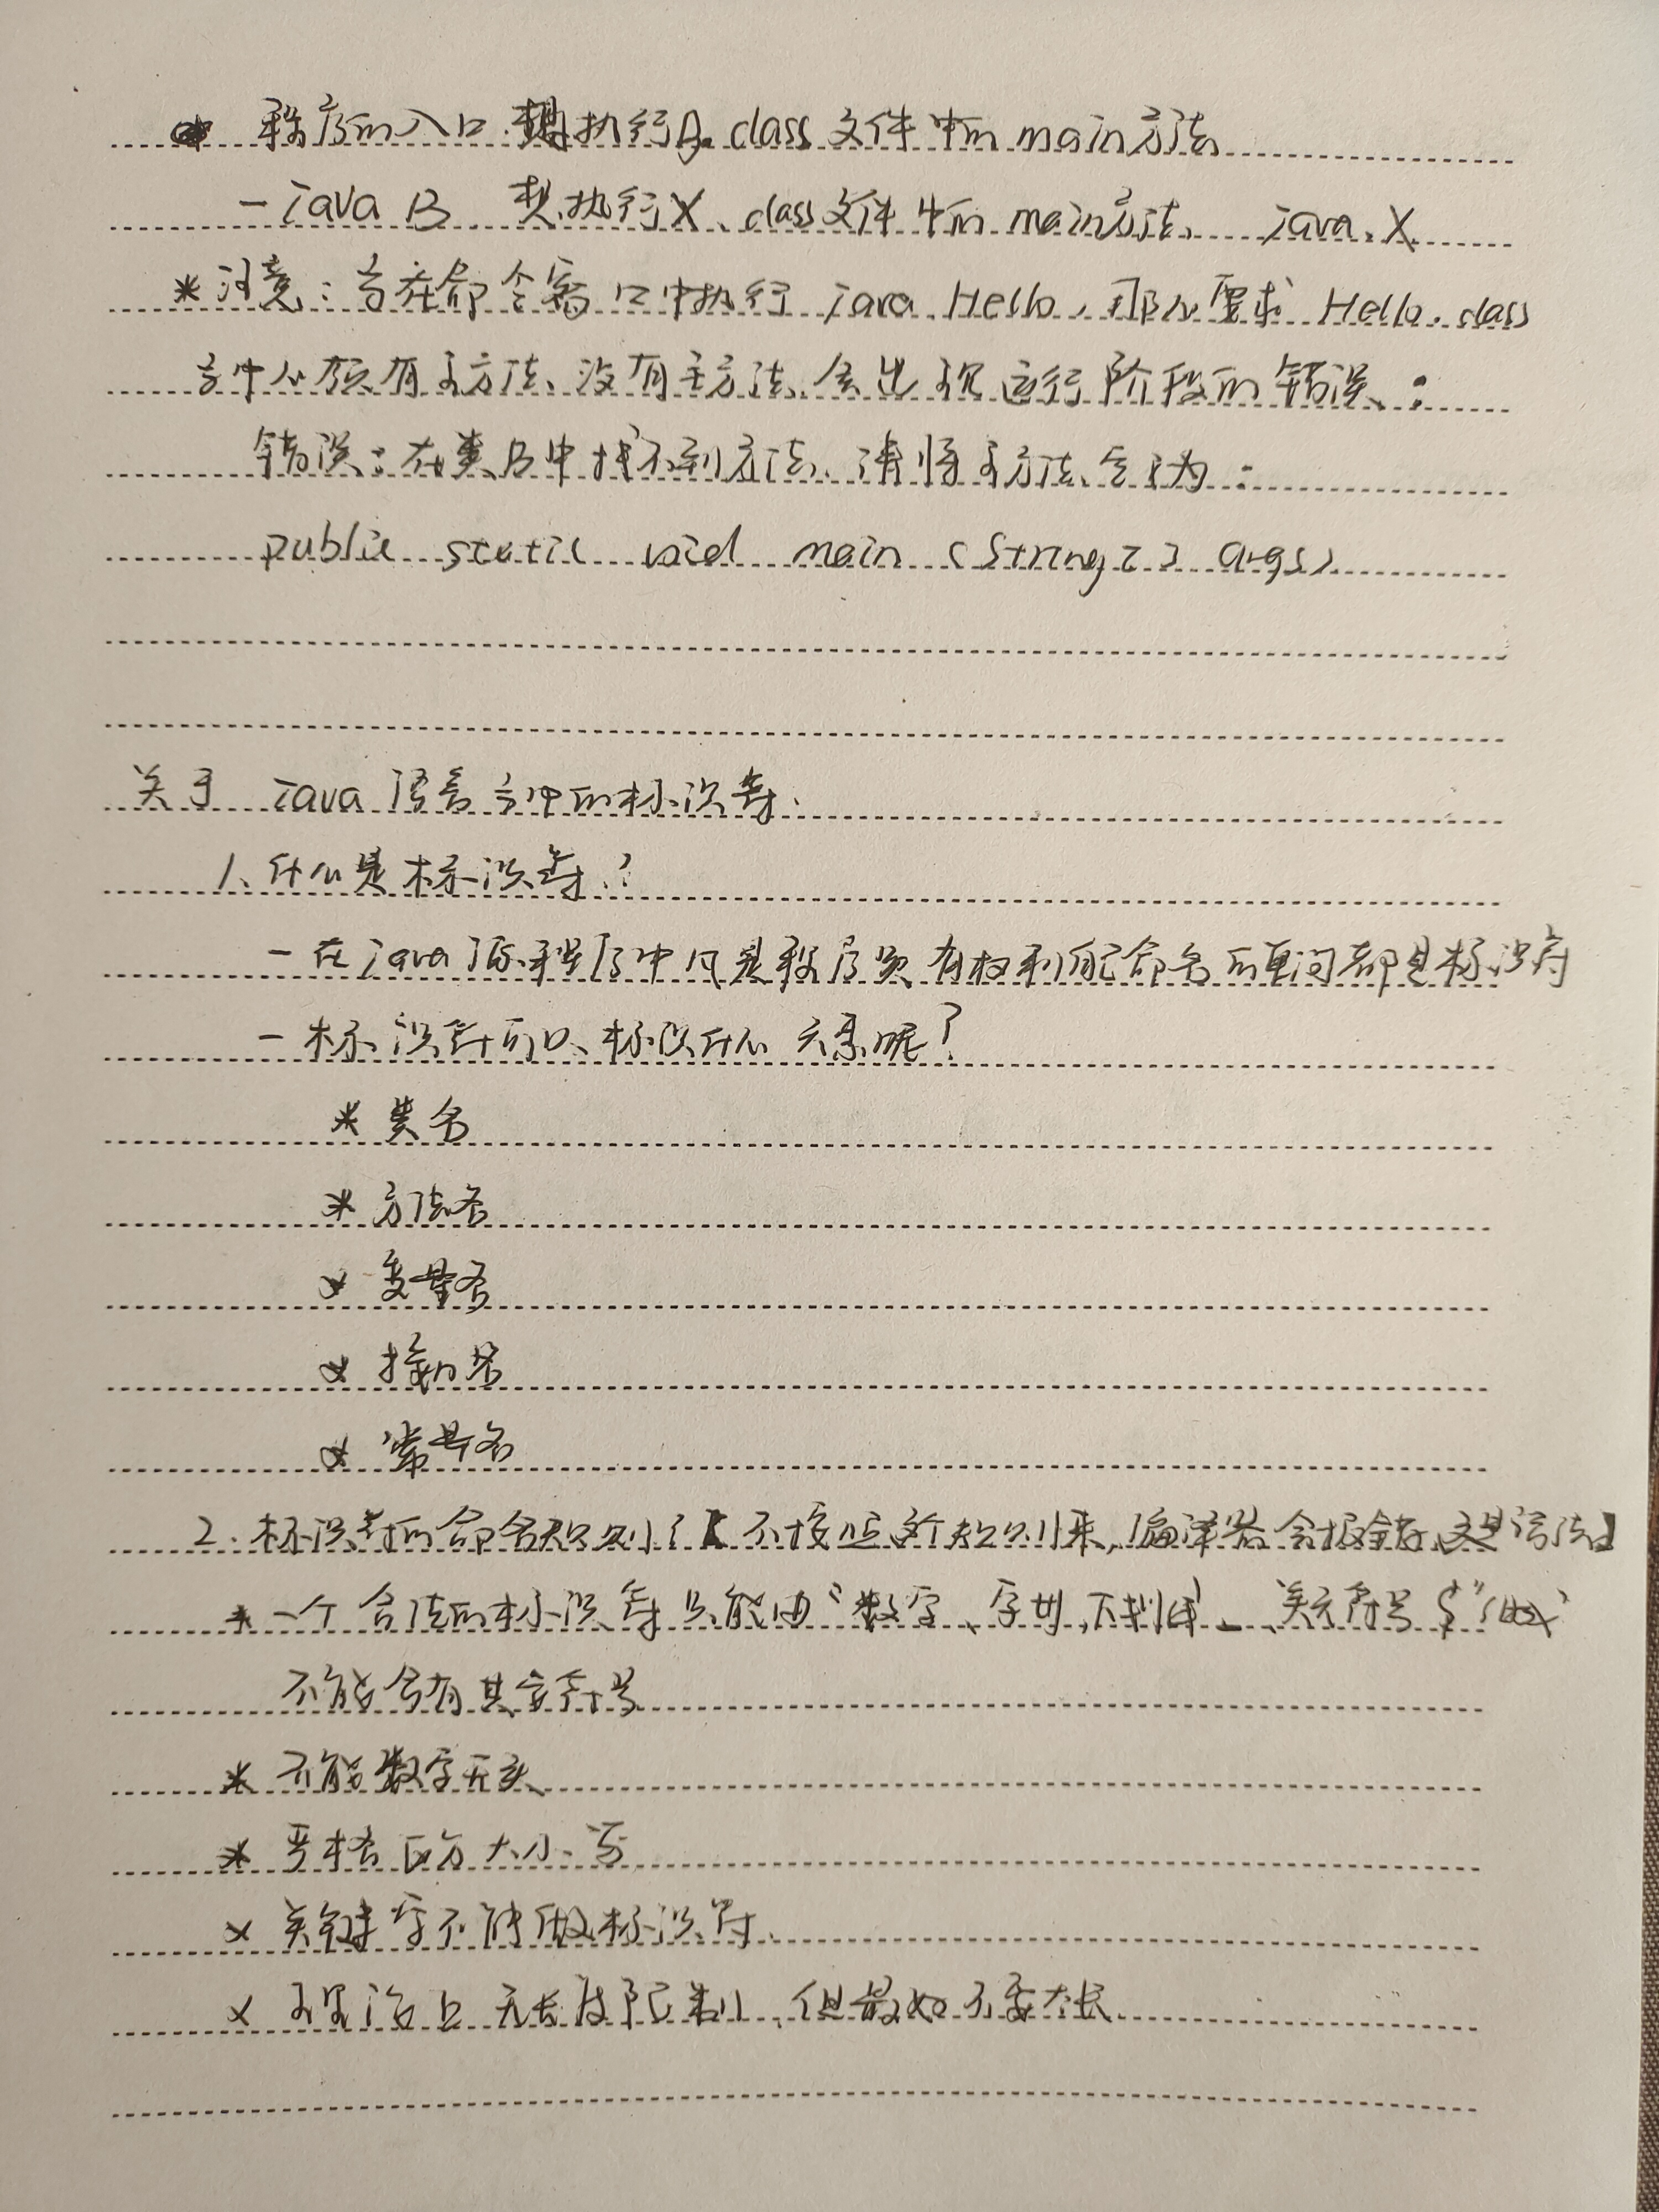 程序的入口.想执行B.class文件中的main方法
- java B 想执行X.class文件中的main方法. java X
* 注意:当在命令窗口中执行 java Hello,那么要求 Hello.class
当中必须有主方法.没有主方法会出现运行阶段的错误:
错误:在类B中找不到方法,请将主方法定义为:
public static void main (String[] args)
关于 java 语言当中的标识符.
1、什么是标识符?
- 在java源程序中凡是程序员有权利命名的单词都是标识符
- 标识符可以标识什么元素呢?
* 类名
* 方法名
* 变量名
* 接口名
* 常量名
2.标识符的命名规则【不按照这个规则来,编译器会报错,这是语法】
* 一个合法的标识符只能由“数字、字母、下划线_、美元符号$”
不能含有其它符号
* 不能数字开头
* 严格区分大小写
* 关键字不能做标识符
* 理论上无长度限制,但最好不要太长.